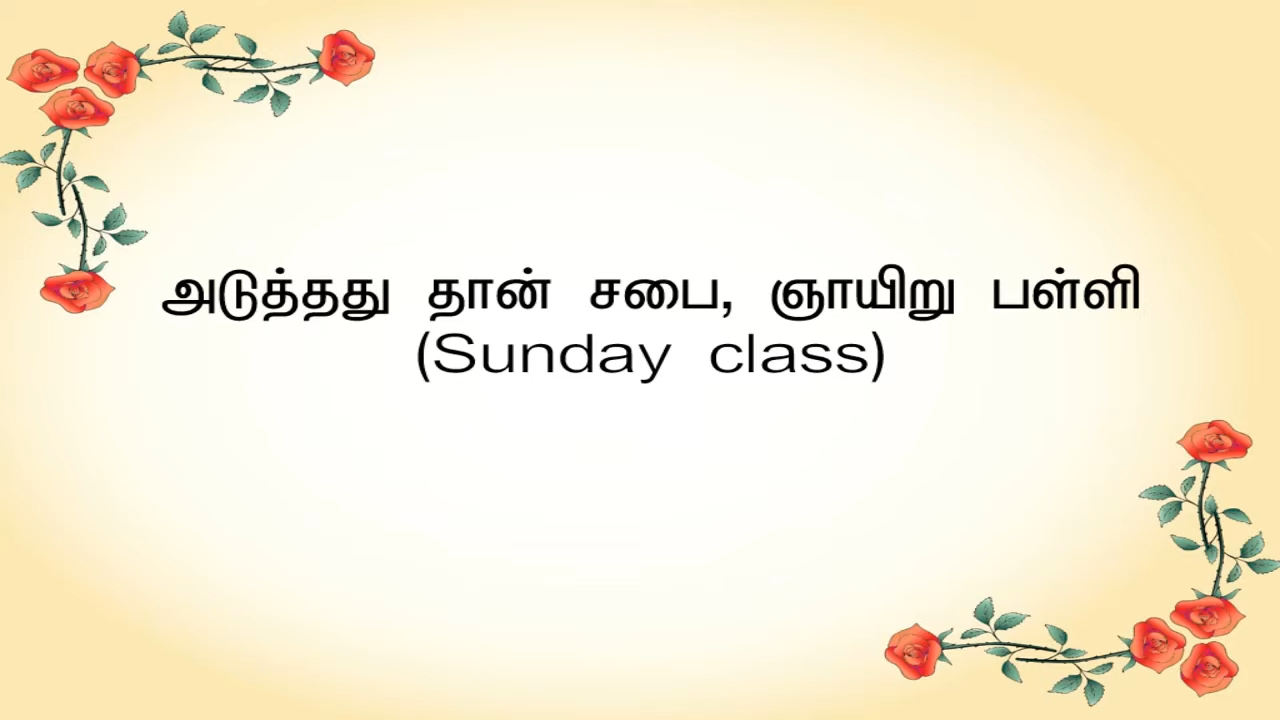 அடுத்தது தான் சபை, ஞாயிறு பள்ளி
(Sunday class)